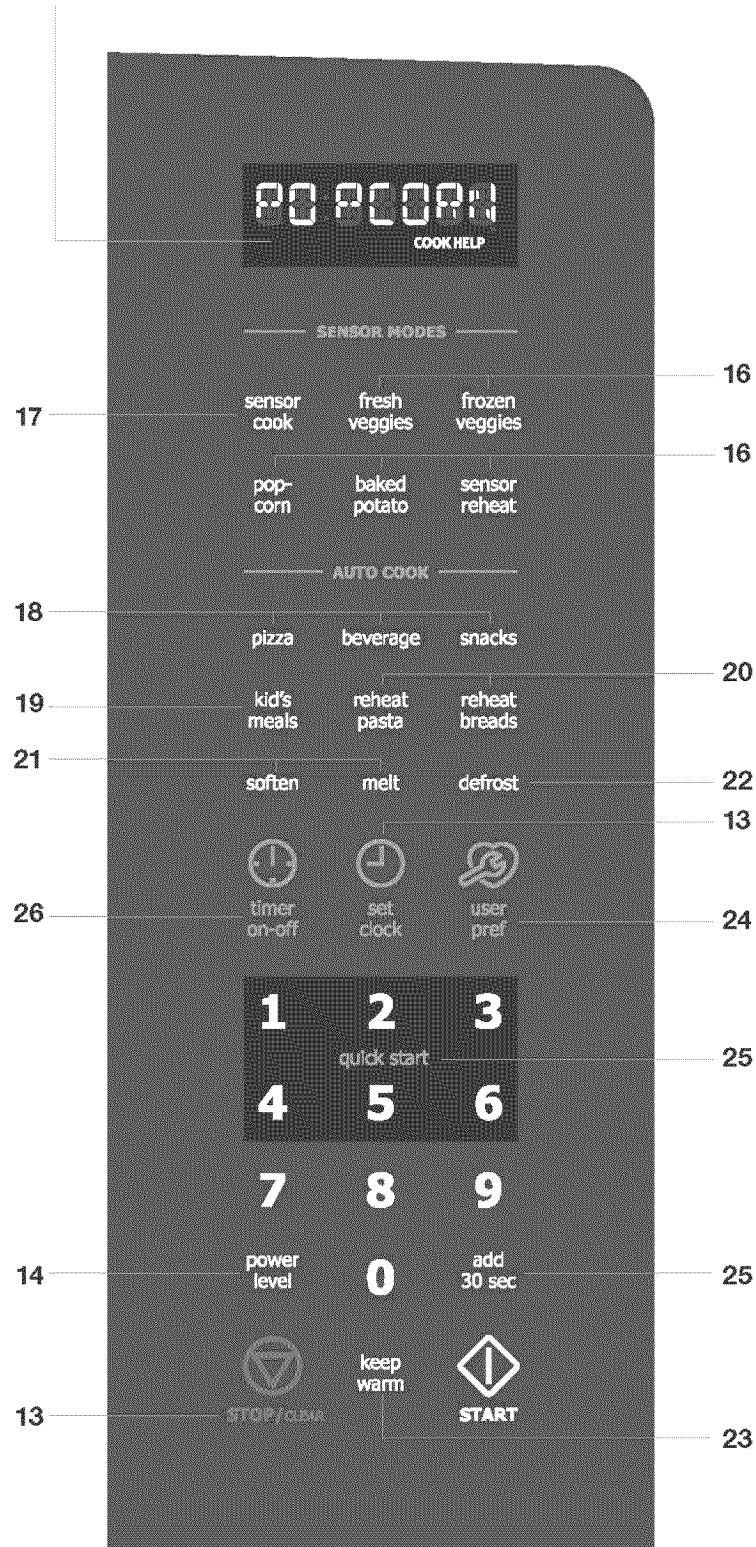 POPCORN
COOK HELP
SENSOR MODES
16
17
sensor cook
fresh veggies
frozen veggies
16
pop-corn
baked potato
sensor reheat
AUTO COOK
18
pizza
beverage
snacks
20
19
kid's meals
reheat pasta
reheat breads
21
soften
melt
defrost
22
13
26
timer on-off
set clock
user pref
24
1
2
3
quick start
25
4
5
6
7
8
9
14
power level
0
add 30 sec
25
keep warm
13
STOP/CLEAR
START
23